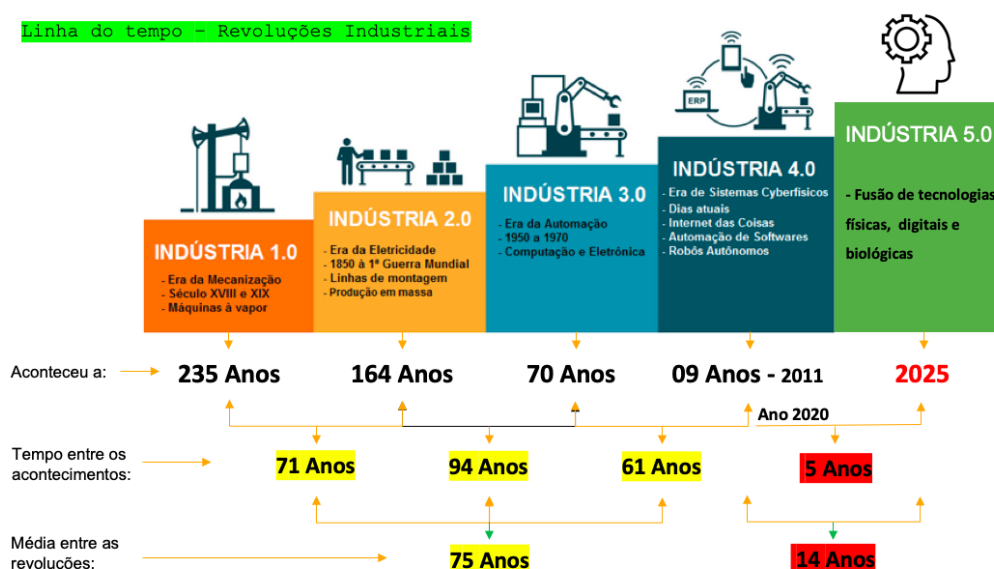 Linha do tempo – Revoluções Industriais
ERP
INDÚSTRIA 1.0
- Era da Mecanização
- Século XVIII e XIX
- Máquinas à vapor
INDÚSTRIA 2.0
- Era da Eletricidade
- 1850 à 1ª Guerra Mundial
- Linhas de montagem
- Produção em massa
INDÚSTRIA 3.0
- Era da Automação
- 1950 a 1970
- Computação e Eletrônica
INDÚSTRIA 4.0
- Era de Sistemas Cyberfísicos
- Dias atuais
- Internet das Coisas
- Automação de Softwares
- Robôs Autônomos
INDÚSTRIA 5.0
- Fusão de tecnologias
físicas, digitais e
biológicas
Aconteceu a:
235 Anos
164 Anos
70 Anos
09 Anos - 2011
2025
Ano 2020
Tempo entre os
acontecimentos:
71 Anos
94 Anos
61 Anos
5 Anos
Média entre as
revoluções:
75 Anos
14 Anos